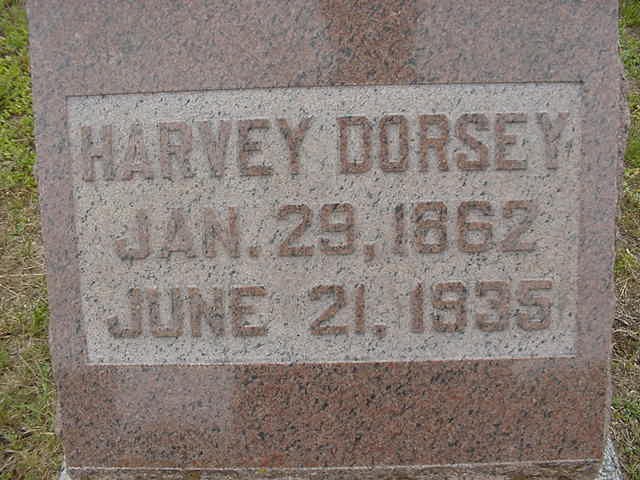 HARVEY DORSEY
JAN. 29, 1862
JUNE 21, 1935